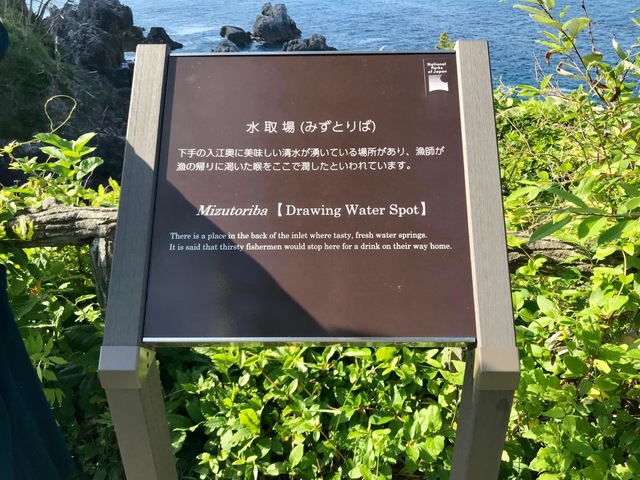 National
Parks
of Japan
水取場 (みずとりば)
下手の入江奥に美味しい清水が湧いている場所があり、漁師が
漁の帰りに渇いた喉をここで潤したといわれています。
Mizutoriba 【Drawing Water Spot】
There is a place in the back of the inlet where tasty, fresh water springs.
It is said that thirsty fishermen would stop here for a drink on their way home.